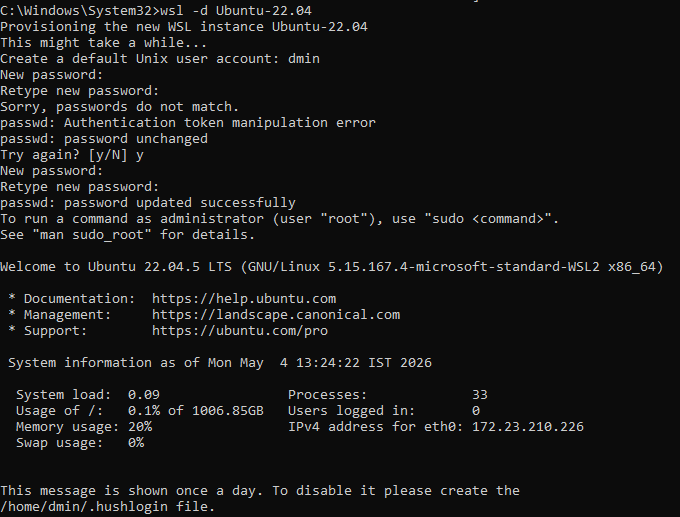 C:\Windows\System32>wsl -d Ubuntu-22.04
Provisioning the new WSL instance Ubuntu-22.04
This might take a while...
Create a default Unix user account: dmin
New password:
Retype new password:
Sorry, passwords do not match.
passwd: Authentication token manipulation error
passwd: password unchanged
Try again? [y/N] y
New password:
Retype new password:
passwd: password updated successfully
To run a command as administrator (user "root"), use "sudo <command>".
See "man sudo_root" for details.

Welcome to Ubuntu 22.04.5 LTS (GNU/Linux 5.15.167.4-microsoft-standard-WSL2 x86_64)

 * Documentation:  https://help.ubuntu.com
 * Management:     https://landscape.canonical.com
 * Support:        https://ubuntu.com/pro

 System information as of Mon May  4 13:24:22 IST 2026

  System load:  0.09                Processes:             33
  Usage of /:   0.1% of 1006.85GB   Users logged in:       0
  Memory usage: 20%                 IPv4 address for eth0: 172.23.210.226
  Swap usage:   0%

This message is shown once a day. To disable it please create the
/home/dmin/.hushlogin file.